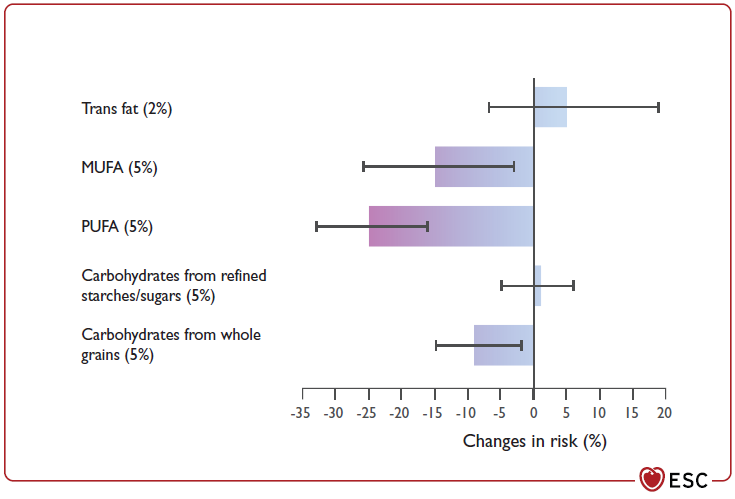 Trans fat (2%)
MUFA (5%)
PUFA (5%)
Carbohydrates from refined
starches/sugars (5%)
Carbohydrates from whole
grains (5%)
-35 -30 -25 -20 -15 -10 -5 0 5 10 15 20
Changes in risk (%)
ESC